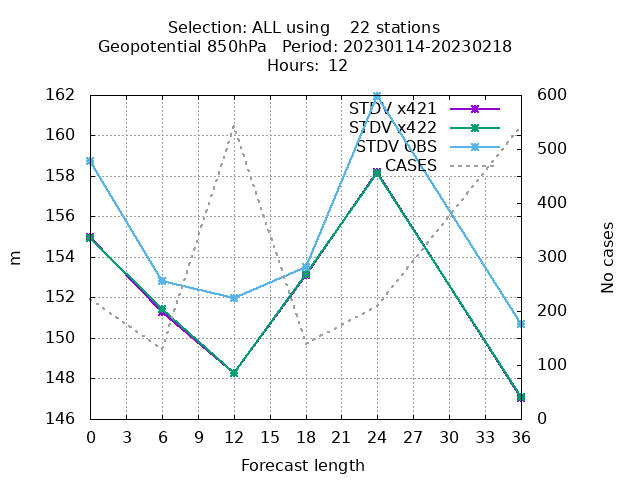 Selection: ALL using    22 stations
Geopotential 850hPa   Period: 20230114-20230218
Hours:  12
162 600
160
158
156
154
152
150
148
146
500
400
300
200
100
0
m
No cases
STDV x421
STDV x422
STDV OBS
CASES
0 3 6 9 12 15 18 21 24 27 30 33 36
Forecast length